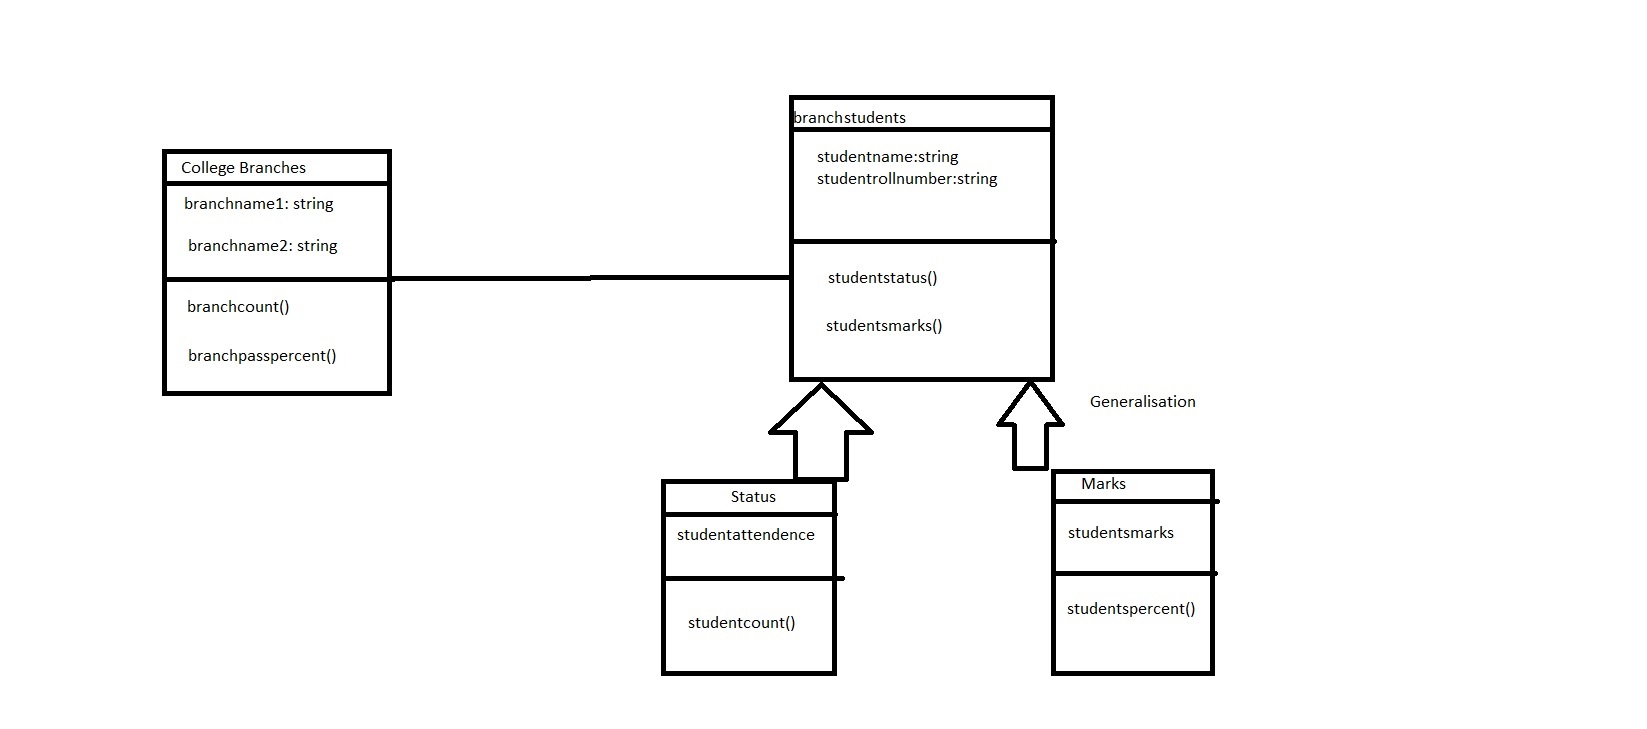 College Branches
branchname1: string
branchname2: string
branchcount()
branchpasspercent()
branchstudents
studentname:string
studentrollnumber:string
studentstatus()
studentsmarks()
Generalisation
Status
studentattendence
studentcount()
Marks
studentsmarks
studentspercent()